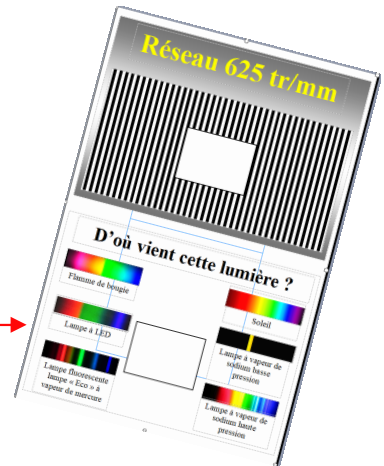 Réseau 625 tr/mm
D’où vient cette lumière ?
Flamme de bougie
Lampe à LED
Lampe fluorescente
lampe « Eco » à
vapeur de mercure
Soleil
Lampe à vapeur de
sodium basse
pression
Lampe à vapeur de
sodium haute
pression